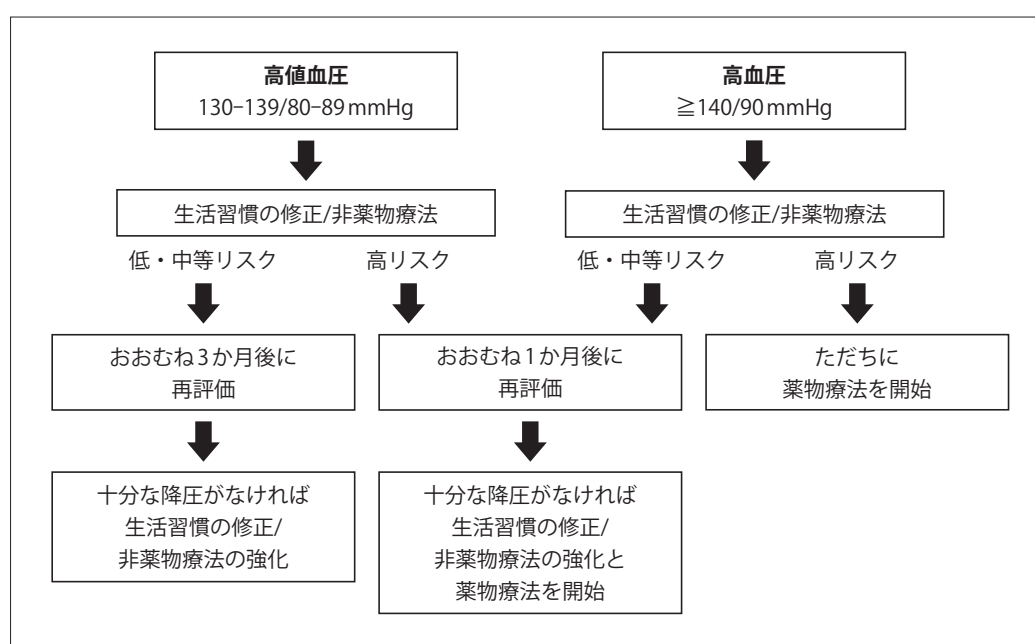 高値血圧
130-139/80-89mmHg
高血圧
≧140/90mmHg
生活習慣の修正/非薬物療法
生活習慣の修正/非薬物療法
低・中等リスク
高リスク
低・中等リスク
高リスク
おおむね3か月後に
再評価
おおむね1か月後に
再評価
ただちに
薬物療法を開始
十分な降圧がなければ
生活習慣の修正/
非薬物療法の強化
十分な降圧がなければ
生活習慣の修正/
非薬物療法の強化と
薬物療法を開始